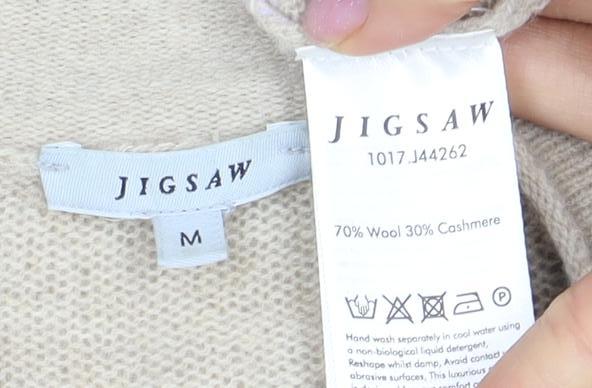 JIGSAW
M
JIGSAW
1017.J44262
70% Wool 30% Cashmere
P
Hand wash separately in cool water using
a non-biological liquid detergent,
Reshape whilst damp, Avoid contact
abrasive surfaces, This luxurious